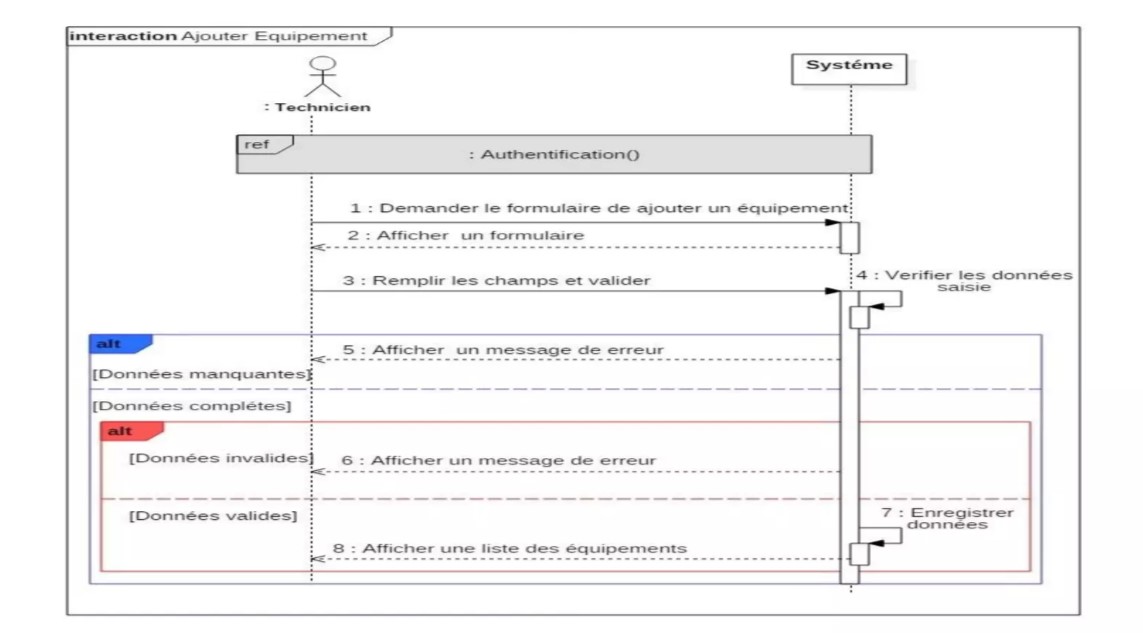 interaction Ajouter Equipement
Systéme
: Technicien
ref
: Authentification()
1 : Demander le formulaire de ajouter un équipement
2 : Afficher un formulaire
3 : Remplir les champs et valider
4 : Verifier les données
saisie
alt
5 : Afficher un message de erreur
[Données manquantes]
[Données complétes]
alt
[Données invalides]
6 : Afficher un message de erreur
[Données valides]
7 : Enregistrer
données
8 : Afficher une liste des équipements